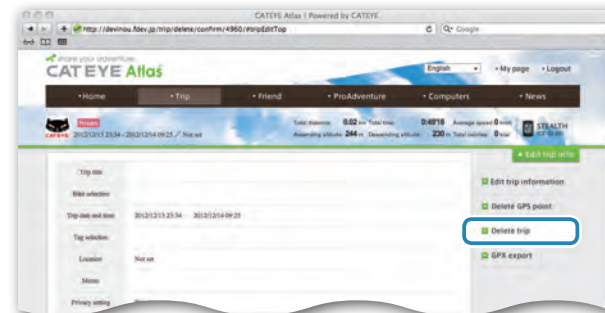 CATEYE Atlas | Powered by CATEYE
http://devinou.fdev.jp/trip/delete/confirm/4960/#tripEditTop
Google
share your adventure
CATEYE Atlas
English
My page
Logout
Home
Trip
Friend
ProAdventure
Computers
News
CATEYE
Private
2012/12/13 23:34 - 2012/12/14 09:25 / Not set
Total distance 0.02 km Total time 0:49'16 Average speed 0 km/h
Ascending altitude 244 m Descending altitude 230 m Total calories 0 kcal
STEALTH
Edit trip info
Trip title
Bike selection
Trip date and time 2012/12/13 23:34 2012/12/14 09:25
Tag selection
Location Not set
Memo
Privacy setting
Edit trip information
Delete GPS point
Delete trip
GPX export